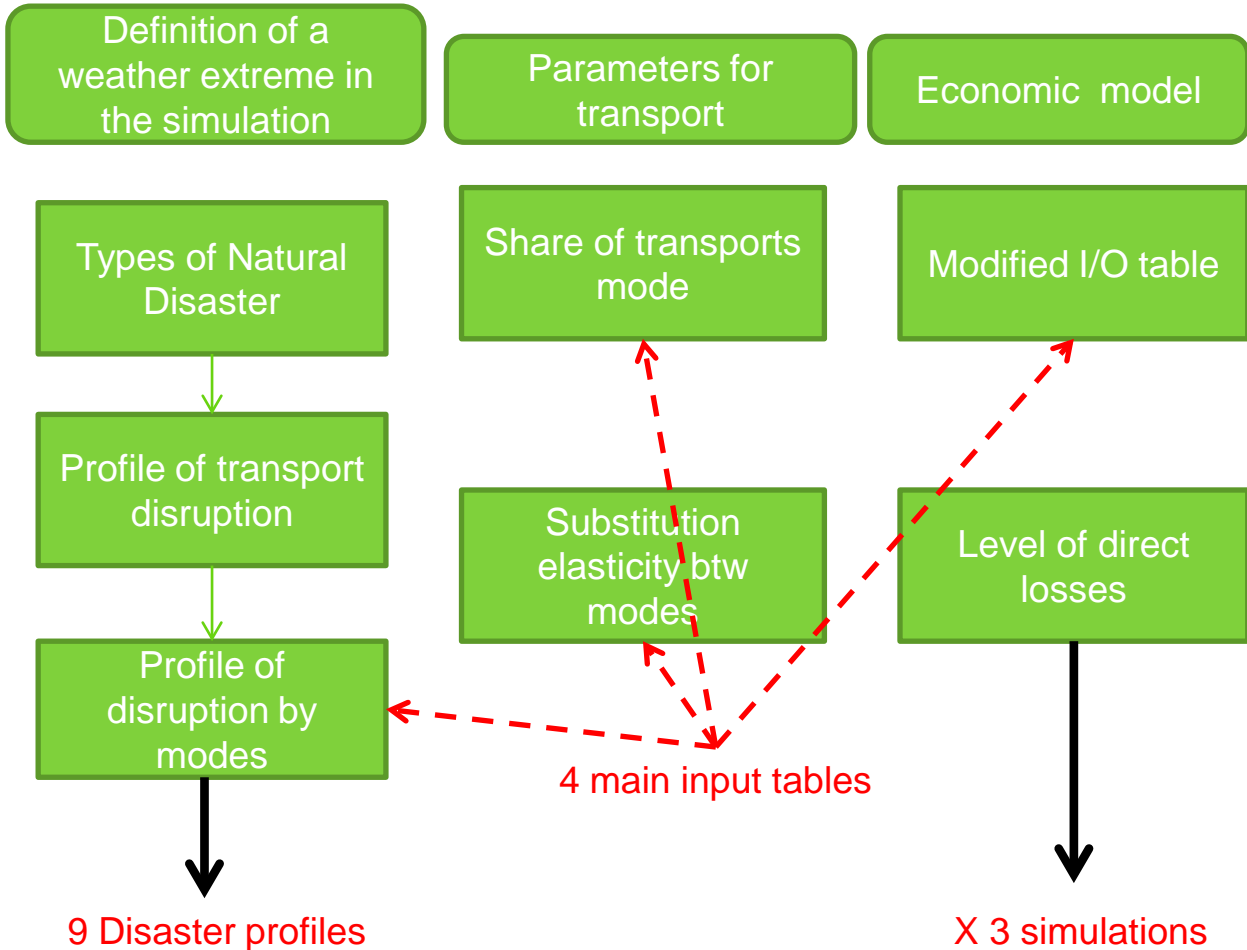 Definition of a
weather extreme in
the simulation
Parameters for
transport
Economic model
Types of Natural
Disaster
Share of transports
mode
Modified I/O table
Profile of transport
disruption
Substitution
elasticity btw
modes
Level of direct
losses
Profile of
disruption by
modes
4 main input tables
9 Disaster profiles
X 3 simulations